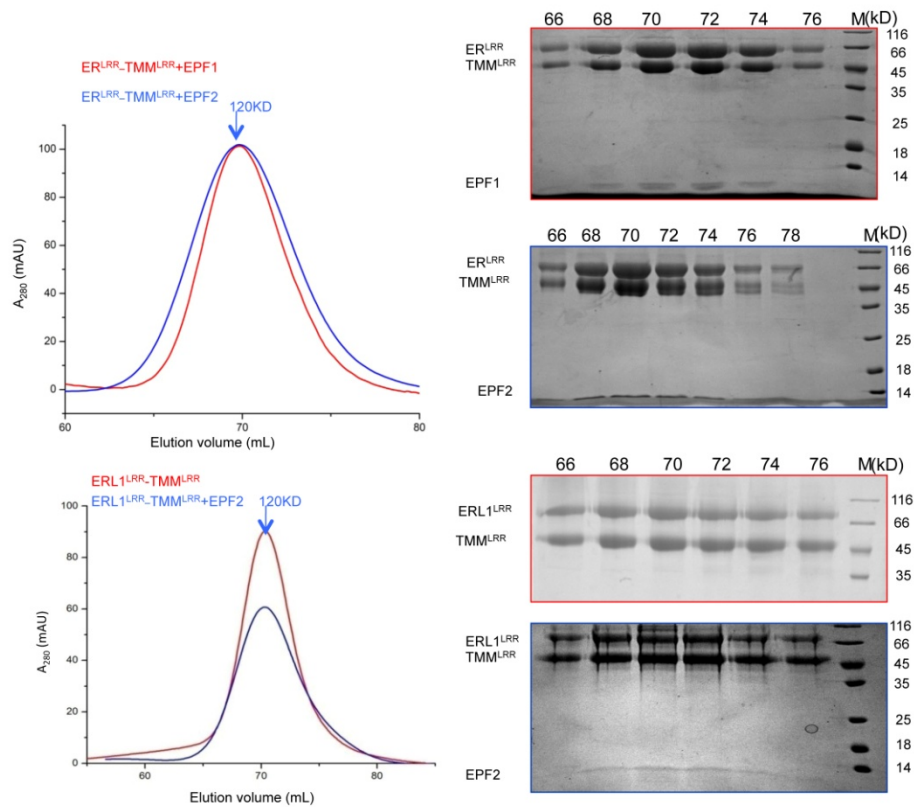 ER^LRR-TMM^LRR+EPF1
ER^LRR-TMM^LRR+EPF2
120KD
100
80
60
40
20
0
A₂₈₀ (mAU)
60 70 80
Elution volume (mL)
66 68 70 72 74 76 M(kD)
ER^LRR
TMM^LRR
EPF1
116
66
45
35
25
18
14
66 68 70 72 74 76 78 M(kD)
ER^LRR
TMM^LRR
EPF2
116
66
45
35
25
18
14
ERL1^LRR-TMM^LRR
ERL1^LRR-TMM^LRR+EPF2
120KD
100
80
60
40
20
0
A₂₈₀ (mAU)
60 70 80
Elution volume (mL)
66 68 70 72 74 76 M(kD)
ERL1^LRR
TMM^LRR
116
66
45
35
ERL1^LRR
TMM^LRR
EPF2
116
66
45
35
25
18
14